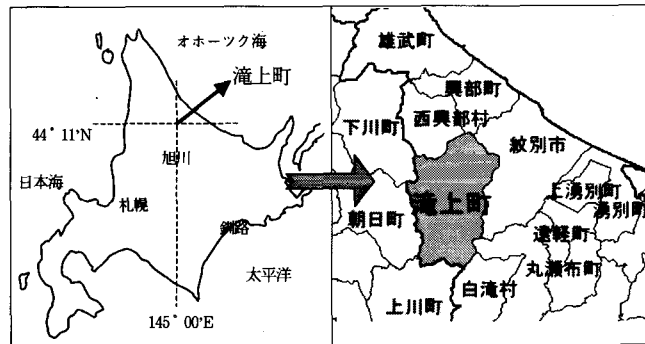 オホーツク海
滝上町
44° 11'N
旭川
日本海
札幌
釧路
太平洋
145° 00'E
雄武町
興部町
西興部村
下川町
紋別市
上湧別町
湧別町
滝上町
朝日町
遠軽町
丸瀬布町
白滝村
上川町